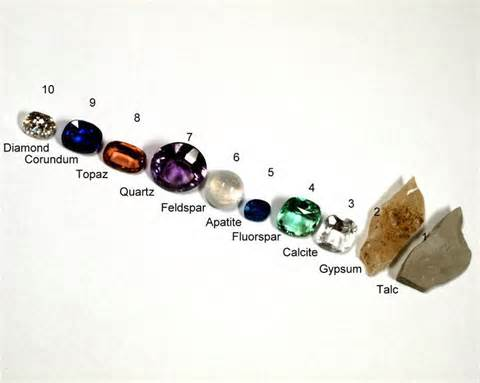 10
9
8
7
6
5
4
3
2
1
Diamond
Corundum
Topaz
Quartz
Feldspar
Apatite
Fluorspar
Calcite
Gypsum
Talc